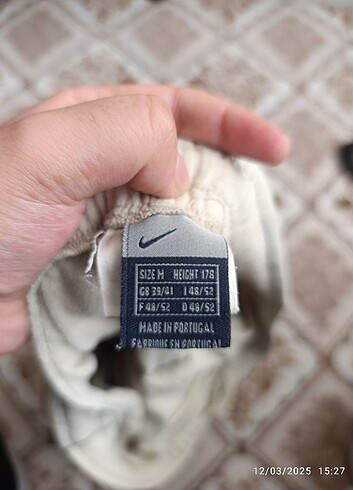 SIZE M HEIGHT 178
GB 39/41 I 48/52
F 48/52 D 48/52
MADE IN PORTUGAL
FABRIQUE EN PORTUGAL
12/03/2025 15:27